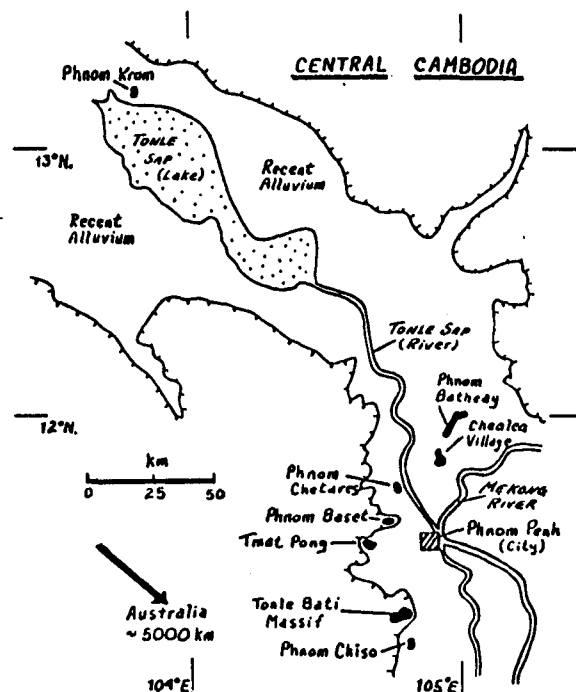 CENTRAL CAMBODIA
Phnom Krom
13°N.
TONLE
SAP
(Lake)
Recent
Alluvium
Recent
Alluvium
TONLE SAP
(River)
Phnom
Batheay
12°N.
Chealea
Village
km
0 25 50
Phnom
Chetares
MEKONG
RIVER
Phnom Baset
Phnom Penh
(City)
Tmat Pong
Australia
~ 5000 km
Tonle Bati
Massif
Phnom Chiso
104°E
105°E